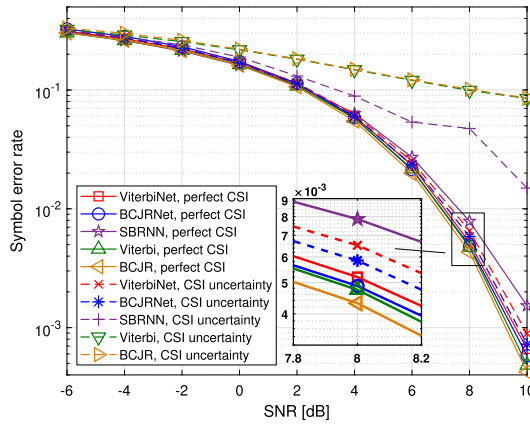 10^-1
10^-2
10^-3
Symbol error rate
ViterbiNet, perfect CSI
BCJRNet, perfect CSI
SBRNN, perfect CSI
Viterbi, perfect CSI
BCJR, perfect CSI
ViterbiNet, CSI uncertainty
BCJRNet, CSI uncertainty
SBRNN, CSI uncertainty
Viterbi, CSI uncertainty
BCJR, CSI uncertainty
× 10^-3
9
8
7
6
5
4
7.8 8 8.2
-6 -4 -2 0 2 4 6 8 10
SNR [dB]